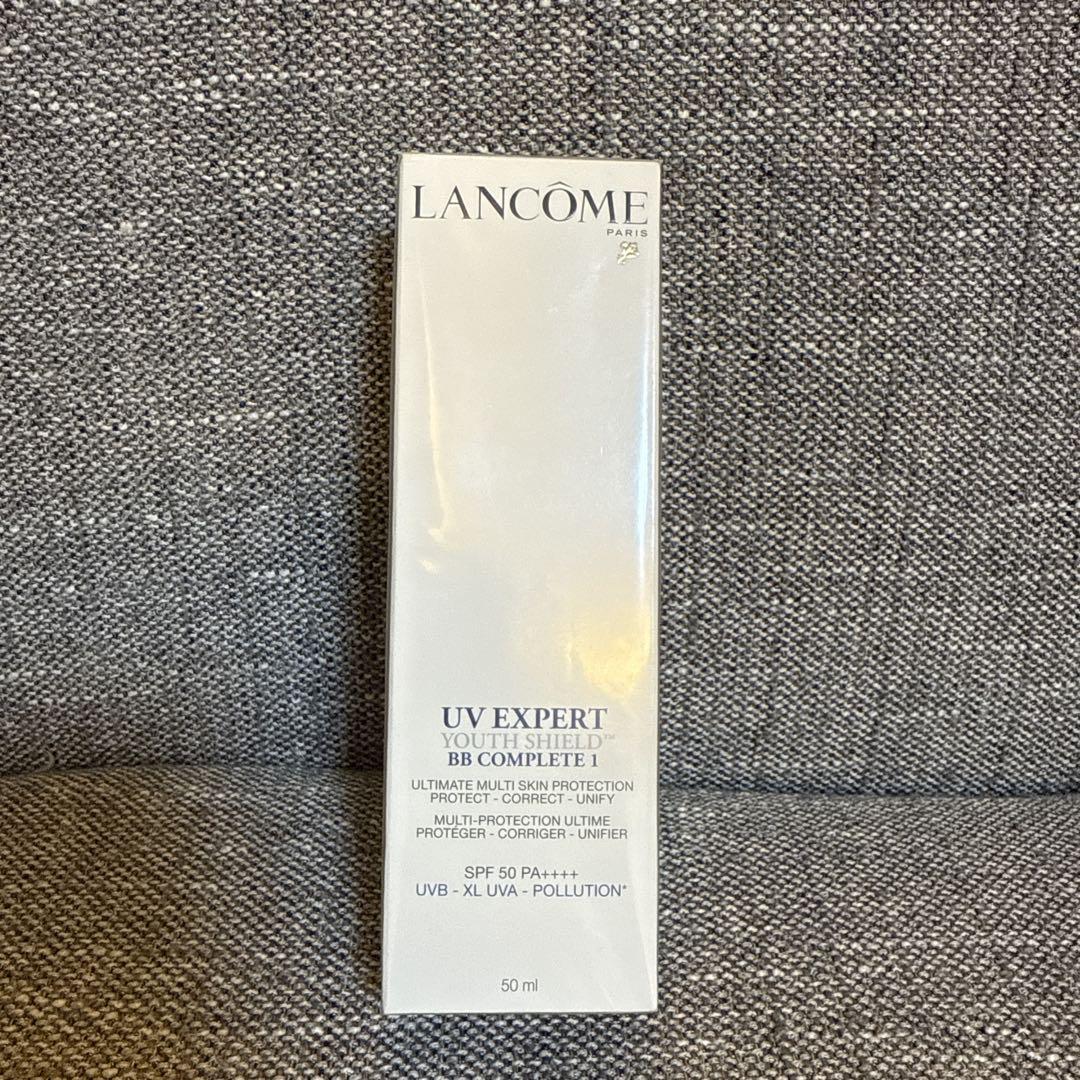 LANCÔME
PARIS
UV EXPERT
YOUTH SHIELD™
BB COMPLETE 1
ULTIMATE MULTI SKIN PROTECTION
PROTECT - CORRECT - UNIFY
MULTI-PROTECTION ULTIME
PROTÉGER - CORRIGER - UNIFIER
SPF 50 PA++++
UVB - XL UVA - POLLUTION*
50 ml